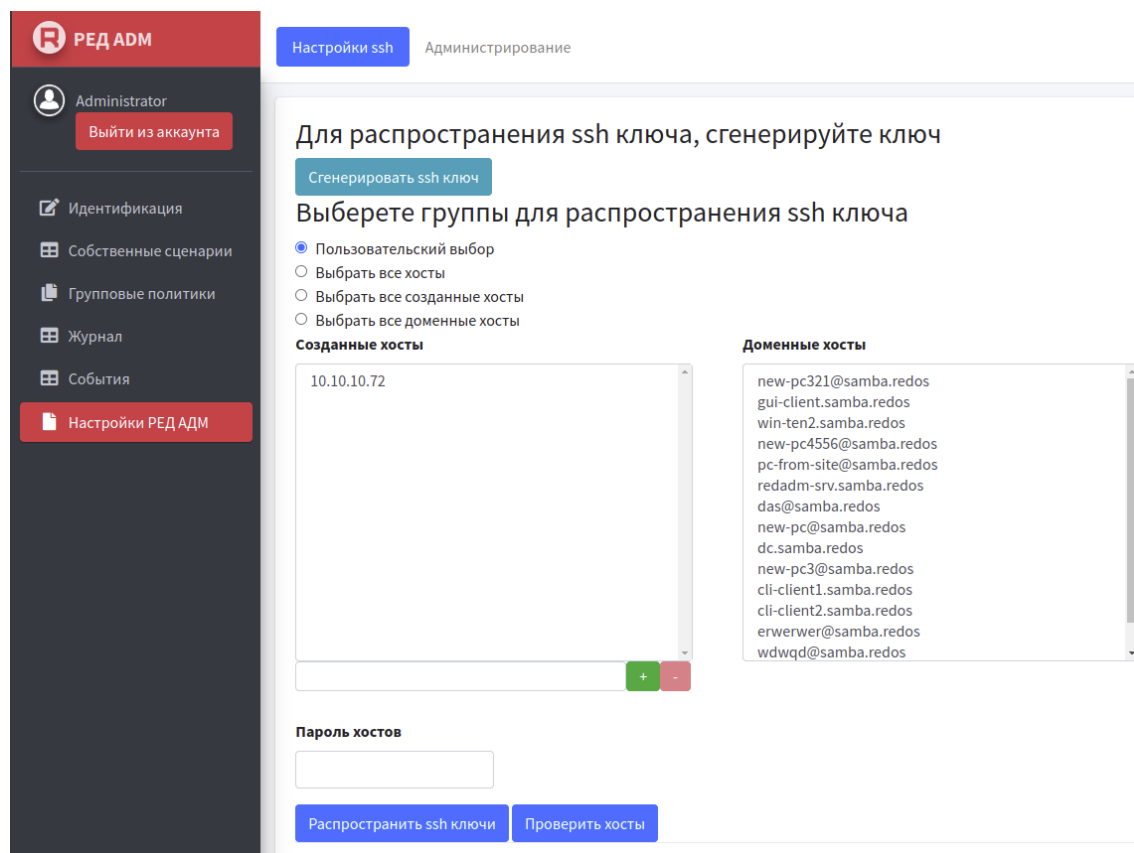 РЕД ADM
Administrator
Выйти из аккаунта
Идентификация
Собственные сценарии
Групповые политики
Журнал
События
Настройки РЕД АДМ
Настройки ssh
Администрирование
Для распространения ssh ключа, сгенерируйте ключ
Сгенерировать ssh ключ
Выберете группы для распространения ssh ключа
Пользовательский выбор
Выбрать все хосты
Выбрать все созданные хосты
Выбрать все доменные хосты
Созданные хосты
10.10.10.72
+ -
Доменные хосты
new-pc321@samba.redos
gui-client.samba.redos
win-ten2.samba.redos
new-pc4556@samba.redos
pc-from-site@samba.redos
redadm-srv.samba.redos
das@samba.redos
new-pc@samba.redos
dc.samba.redos
new-pc3@samba.redos
cli-client1.samba.redos
cli-client2.samba.redos
erwerwer@samba.redos
wdwqd@samba.redos
Пароль хостов
Распространить ssh ключи
Проверить хосты